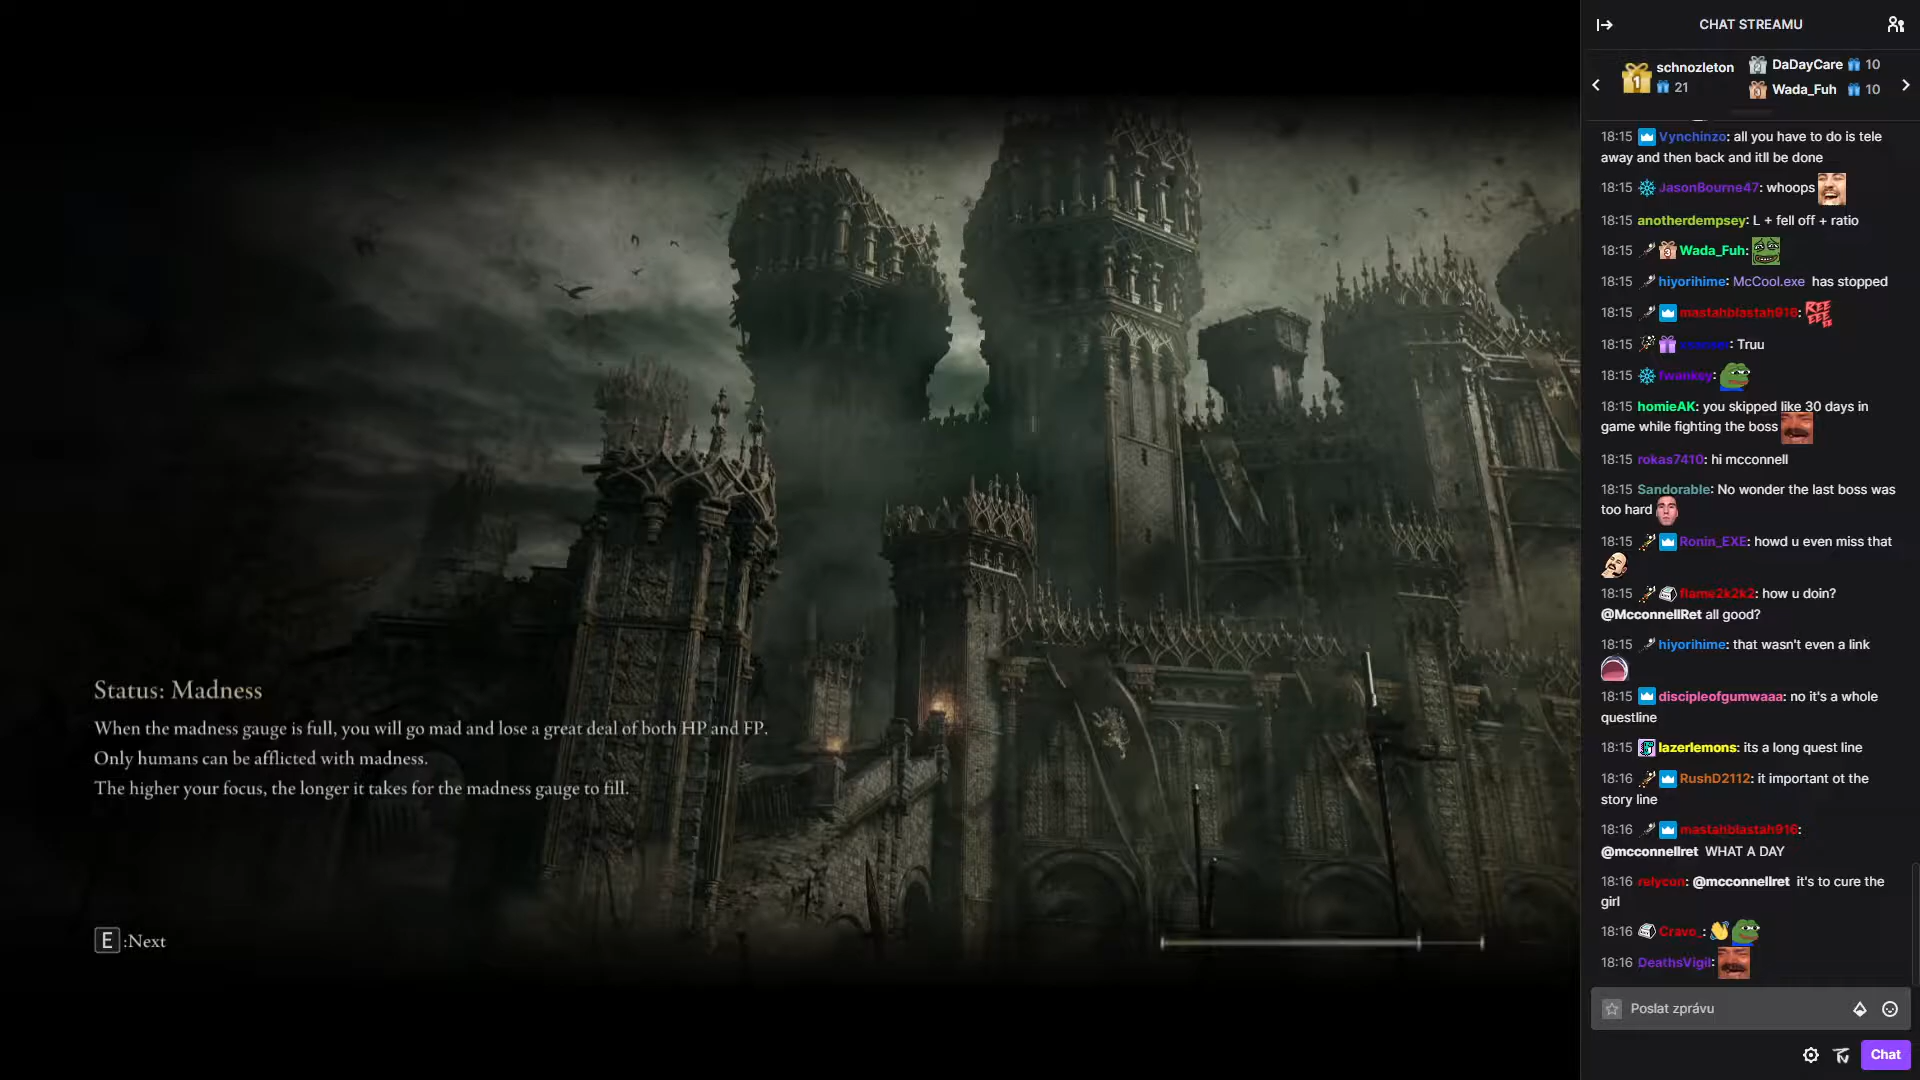 Status: Madness
When the madness gauge is full, you will go mad and lose a great deal of both HP and FP.
Only humans can be afflicted with madness.
The higher your focus, the longer it takes for the madness gauge to fill.
E :Next
CHAT STREAMU
schnozleton
21
DaDayCare 10
Wada_Fuh 10
18:15 Vynchinzo: all you have to do is tele
away and then back and itll be done
18:15 JasonBourne47: whoops
18:15 anotherdempsey: L + fell off + ratio
18:15 Wada_Fuh:
18:15 hiyorihime: McCool.exe has stopped
18:15 mastahblastah916:
18:15 : Truu
18:15 fwankey:
18:15 homieAK: you skipped like 30 days in
game while fighting the boss
18:15 rokas7410: hi mcconnell
18:15 Sandorable: No wonder the last boss was
too hard
18:15 Ronin_EXE: howd u even miss that
18:15 flame2k2k2: how u doin?
@McconnellRet all good?
18:15 hiyorihime: that wasn't even a link
18:15 discipleofgumwaaa: no it's a whole
questline
18:15 lazerlemons: its a long quest line
18:16 RushD2112: it important ot the
story line
18:16 mastahblastah916:
@mcconnellret WHAT A DAY
18:16 relycon: @mcconnellret it's to cure the
girl
18:16 Cravo_:
18:16 DeathsVigil:
Poslat zprávu
Chat